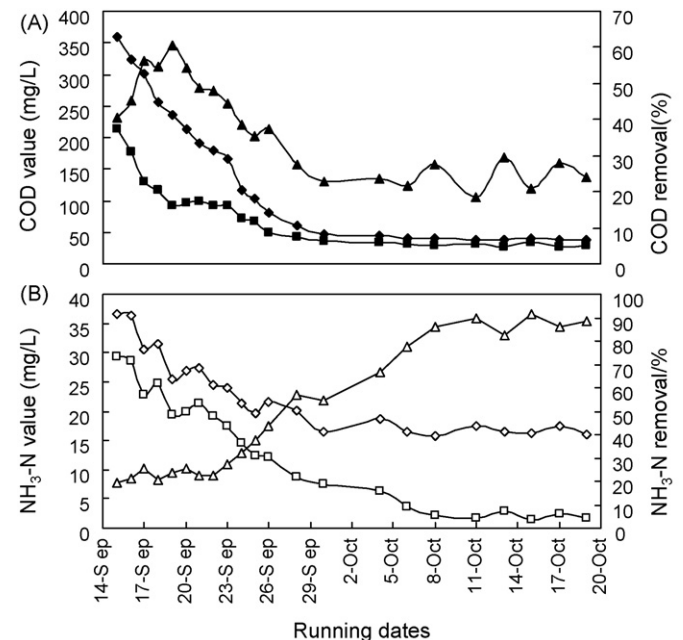 (A)
400
350
300
250
200
150
100
50
0
COD value (mg/L)
70
60
50
40
30
20
10
0
COD removal(%)
(B)
40
35
30
25
20
15
10
5
0
NH3-N value (mg/L)
100
90
80
70
60
50
40
30
20
10
0
NH3-N removal/%
14-S ep
17-S ep
20-S ep
23-S ep
26-S ep
29-S ep
2-Oct
5-Oct
8-Oct
11-Oct
14-Oct
17-Oct
20-Oct
Running dates